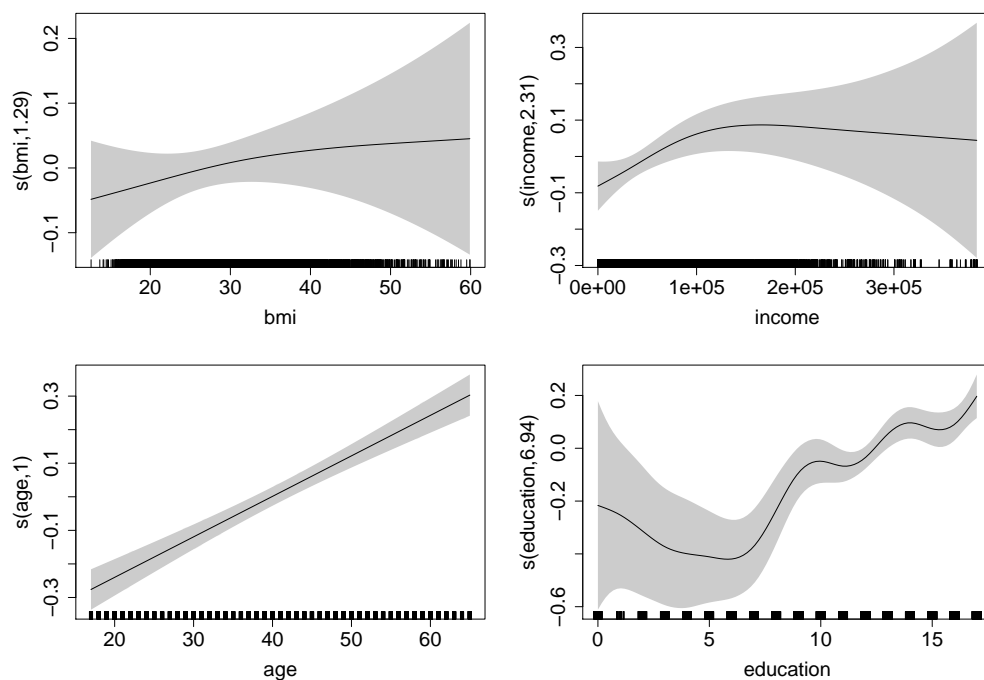 s(bmi,1.29)
0.2
0.1
0.0
−0.1
20
30
40
50
60
bmi
s(income,2.31)
0.3
0.1
−0.1
−0.3
0e+00
1e+05
2e+05
3e+05
income
s(age,1)
0.3
0.1
−0.1
−0.3
20
30
40
50
60
age
s(education,6.94)
0.2
0.0
−0.2
−0.6
0
5
10
15
education